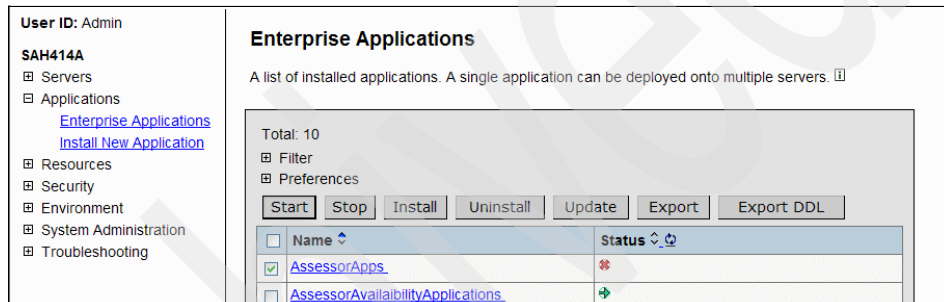 User ID: Admin
SAH414A
Servers
Applications
Enterprise Applications
Install New Application
Resources
Security
Environment
System Administration
Troubleshooting
Enterprise Applications
A list of installed applications. A single application can be deployed onto multiple servers.
Total: 10
Filter
Preferences
Start Stop Install Uninstall Update Export Export DDL
Name Status
AssessorApps
AssessorAvailaibilityApplications